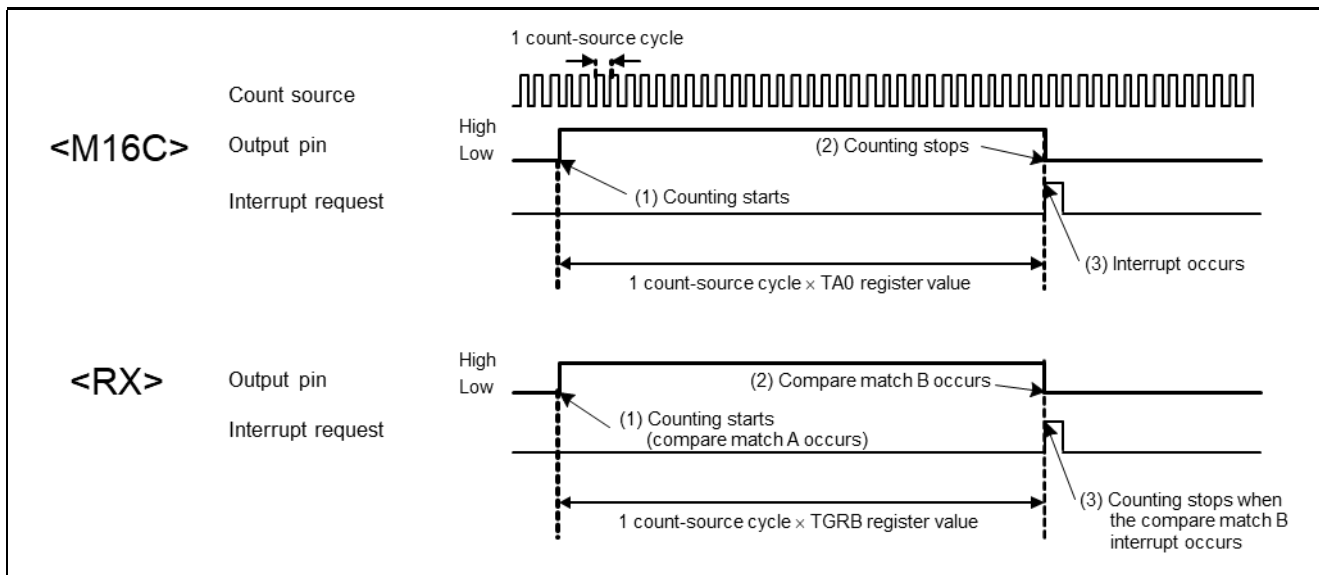 1 count-source cycle
Count source
<M16C>
Output pin
High
Low
(2) Counting stops
Interrupt request
(1) Counting starts
(3) Interrupt occurs
1 count-source cycle × TA0 register value
<RX>
Output pin
High
Low
(2) Compare match B occurs
Interrupt request
(1) Counting starts
(compare match A occurs)
1 count-source cycle × TGRB register value
(3) Counting stops when
the compare match B
interrupt occurs